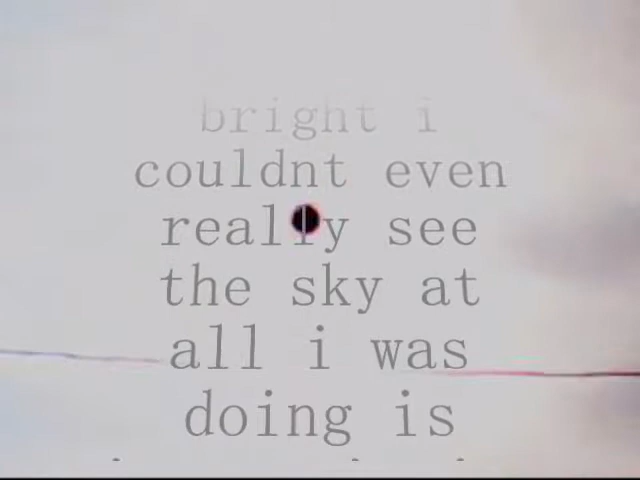 bright i
couldnt even
really see
the sky at
all i was
doing is